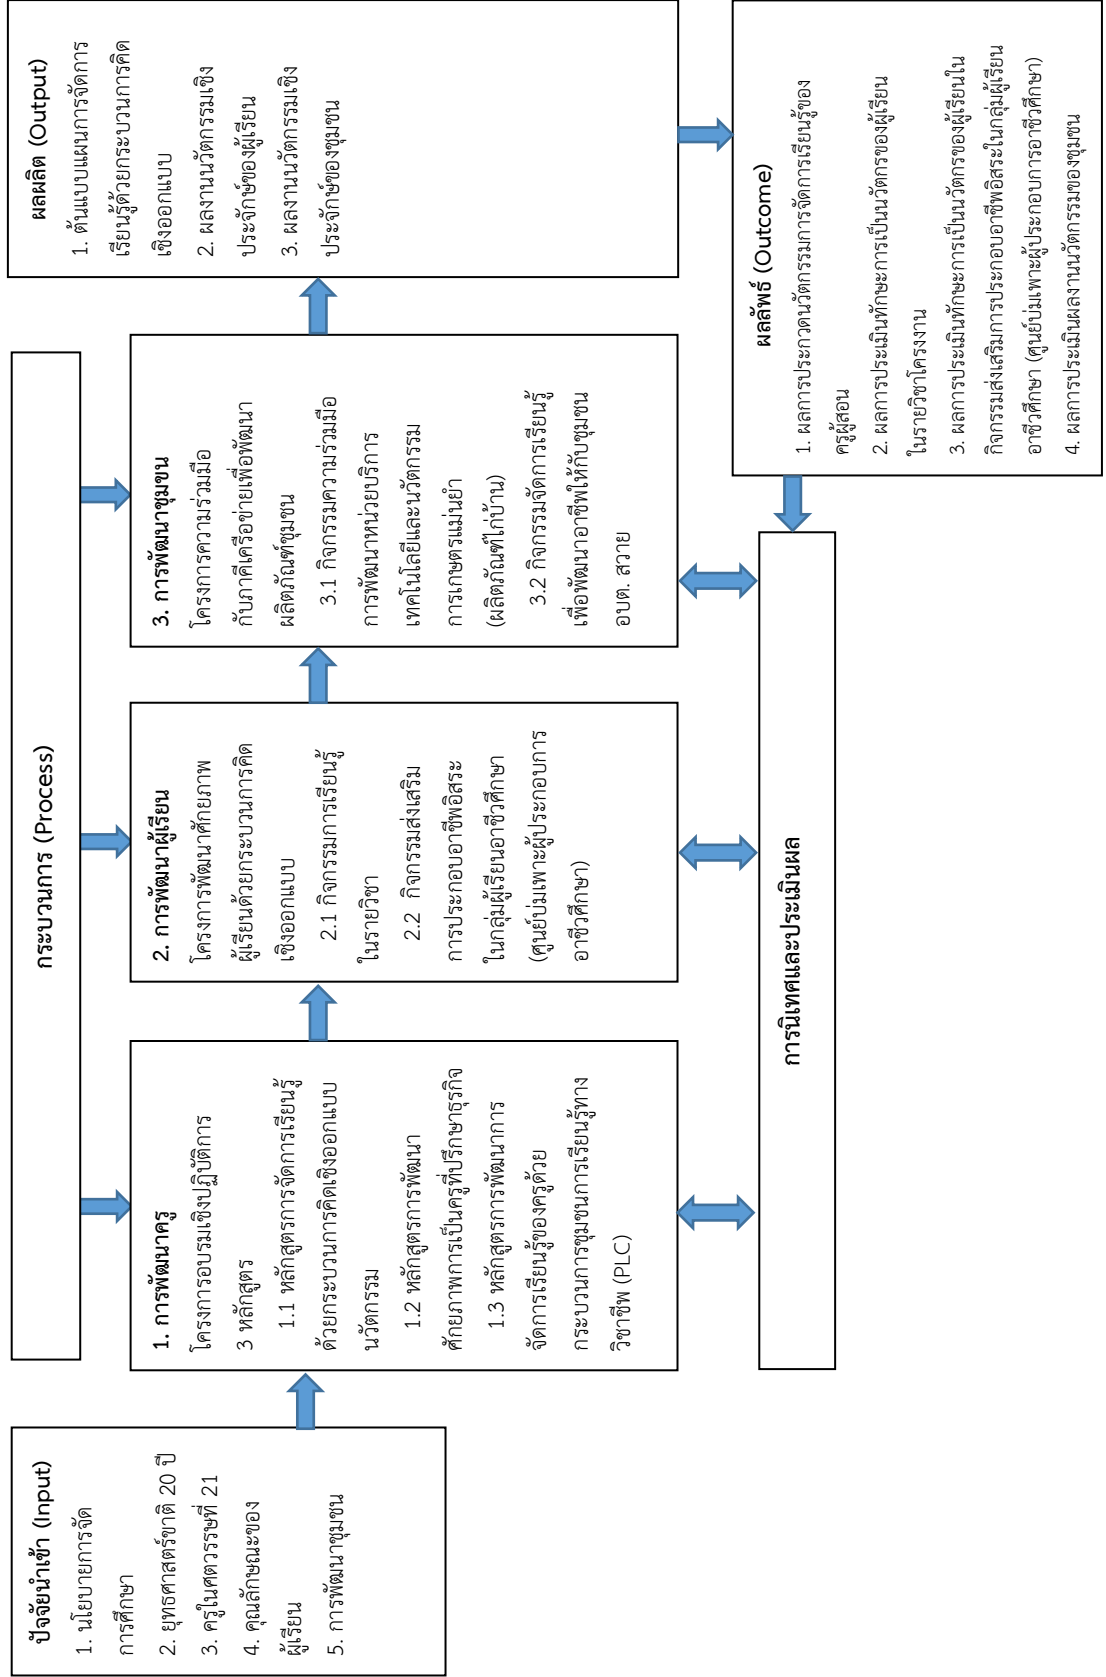 ปัจจัยนำเข้า (Input)
1. นโยบายการจัด
การศึกษา
2. ยุทธศาสตร์ชาติ 20 ปี
3. ครูในศตวรรษที่ 21
4. คุณลักษณะของ
ผู้เรียน
5. การพัฒนาชุมชน
กระบวนการ (Process)
1. การพัฒนาครู
โครงการอบรมเชิงปฏิบัติการ
3 หลักสูตร
1.1 หลักสูตรการจัดการเรียนรู้
ด้วยกระบวนการคิดเชิงออกแบบ
นวัตกรรม
1.2 หลักสูตรการพัฒนา
ศักยภาพการเป็นครูที่ปรึกษาธุรกิจ
1.3 หลักสูตรการพัฒนาการ
จัดการเรียนรู้ของครูด้วย
กระบวนการชุมชนการเรียนรู้ทาง
วิชาชีพ (PLC)
2. การพัฒนาผู้เรียน
โครงการพัฒนาศักยภาพ
ผู้เรียนด้วยกระบวนการคิด
เชิงออกแบบ
2.1 กิจกรรมการเรียนรู้
ในรายวิชา
2.2 กิจกรรมส่งเสริม
การประกอบอาชีพอิสระ
ในกลุ่มผู้เรียนอาชีวศึกษา
(ศูนย์บ่มเพาะผู้ประกอบการ
อาชีวศึกษา)
3. การพัฒนาชุมขน
โครงการความร่วมมือ
กับภาคีเครือข่ายเพื่อพัฒนา
ผลิตภัณฑ์ชุมชน
3.1 กิจกรรมความร่วมมือ
การพัฒนาหน่วยบริการ
เทคโนโลยีและนวัตกรรม
การเกษตรแม่นยำ
(ผลิตภัณฑ์ไก่บ้าน)
3.2 กิจกรรมจัดการเรียนรู้
เพื่อพัฒนาอาชีพให้กับชุมชน
อบต. สวาย
ผลผลิต (Output)
1. ต้นแบบแผนการจัดการ
เรียนรู้ด้วยกระบวนการคิด
เชิงออกแบบ
2. ผลงานนวัตกรรมเชิง
ประจักษ์ของผู้เรียน
3. ผลงานนวัตกรรมเชิง
ประจักษ์ของชุมชน
ผลลัพธ์ (Outcome)
1. ผลการประกวดนวัตกรรมการจัดการเรียนรู้ของ
ครูผู้สอน
2. ผลการประเมินทักษะการเป็นนวัตกรของผู้เรียน
ในรายวิชาโครงงาน
3. ผลการประเมินทักษะการเป็นนวัตกรของผู้เรียนใน
กิจกรรมส่งเสริมการประกอบอาชีพอิสระในกลุ่มผู้เรียน
อาชีวศึกษา (ศูนย์บ่มเพาะผู้ประกอบการอาชีวศึกษา)
4. ผลการประเมินผลงานนวัตกรรมของชุมชน
การนิเทศและประเมินผล